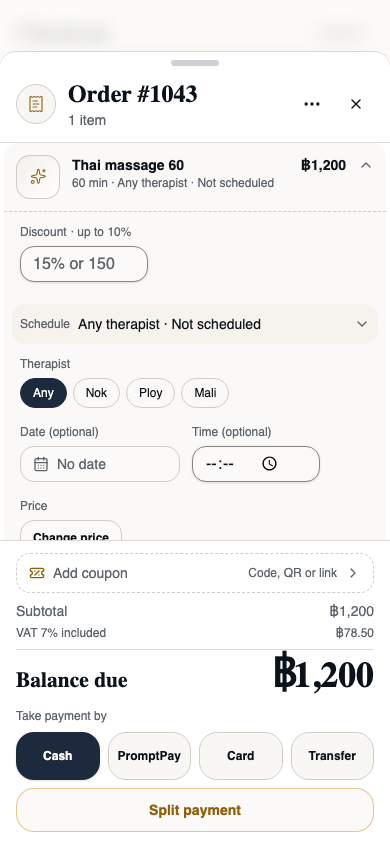 Order #1043
1 item
Thai massage 60
฿1,200
60 min · Any therapist · Not scheduled
Discount · up to 10%
15% or 150
Schedule Any therapist · Not scheduled
Therapist
Any Nok Ploy Mali
Date (optional) Time (optional)
No date --:--
Price
Change price
Add coupon Code, QR or link
Subtotal ฿1,200
VAT 7% included ฿78.50
Balance due ฿1,200
Take payment by
Cash PromptPay Card Transfer
Split payment